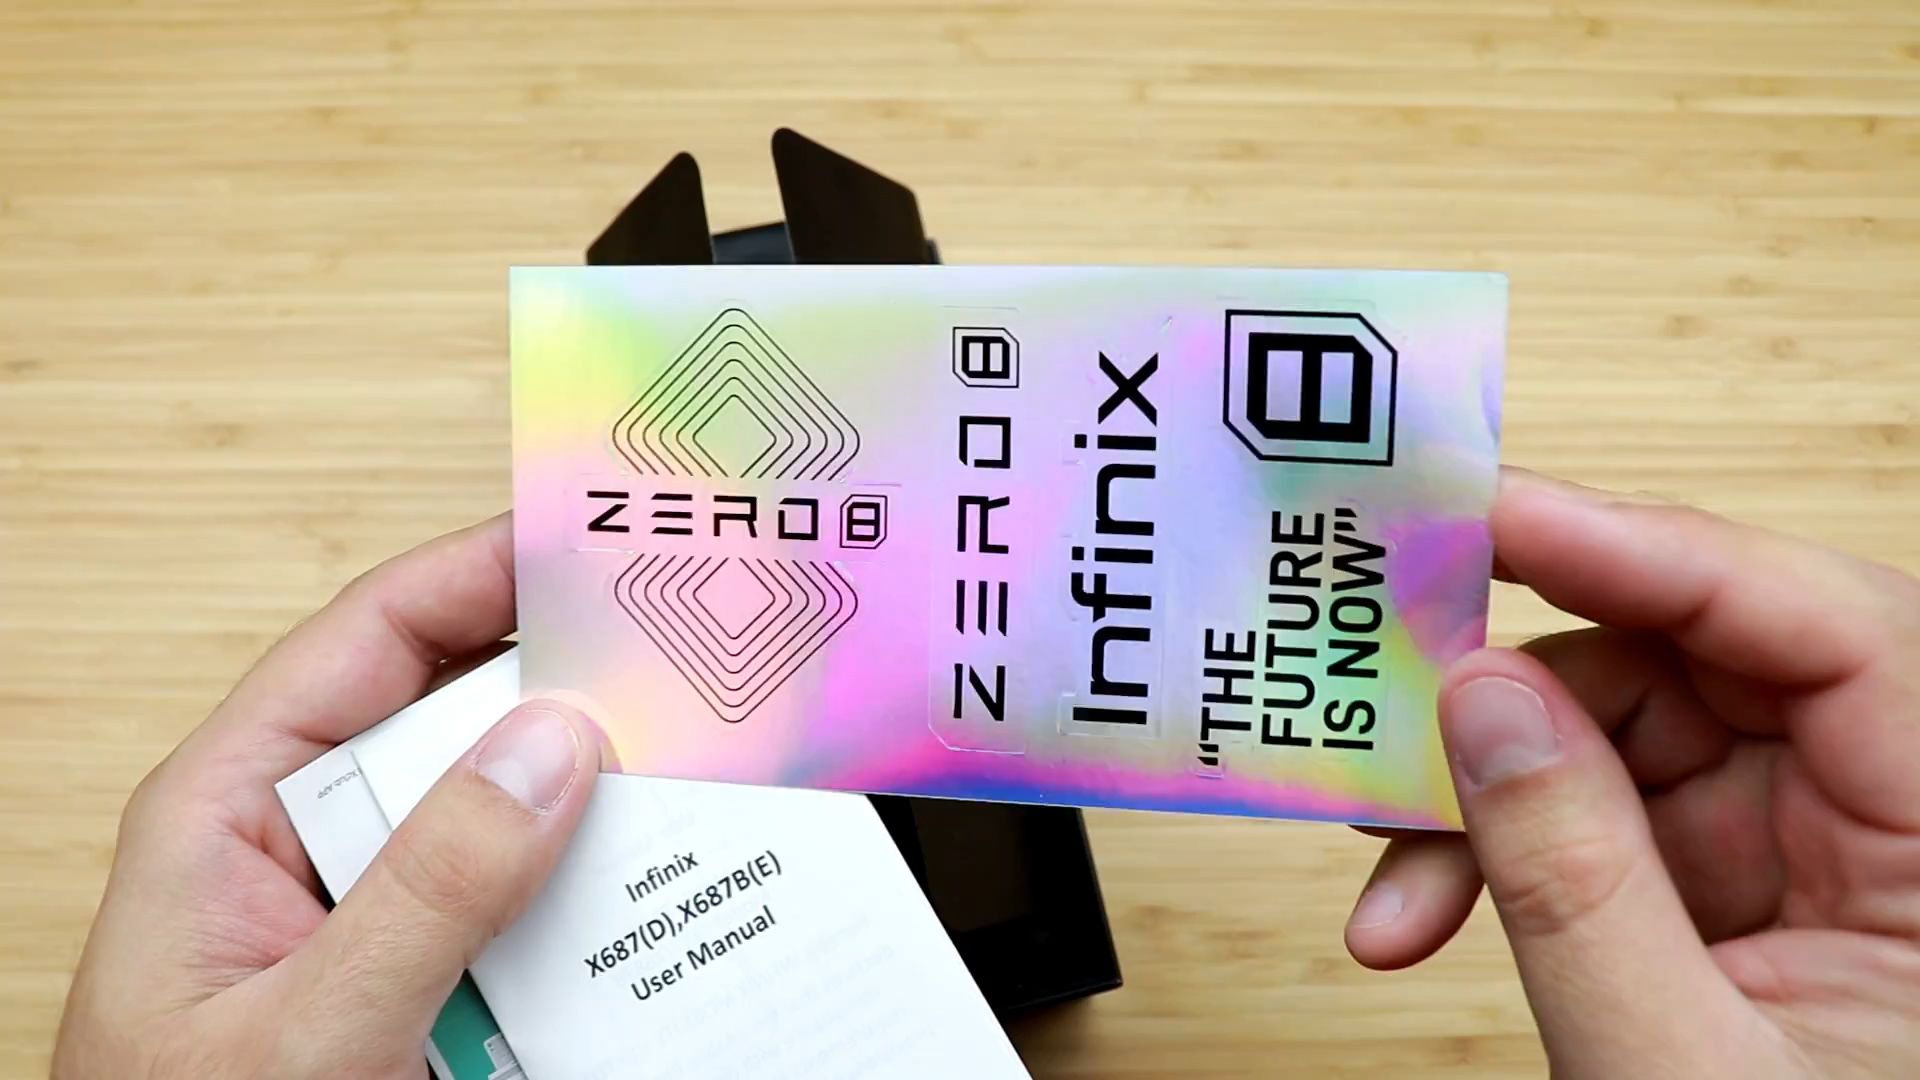 ZERO 8
ZERO 8
Infinix
8
“THE
FUTURE
IS NOW”
Infinix
X687(D),X687B(E)
User Manual